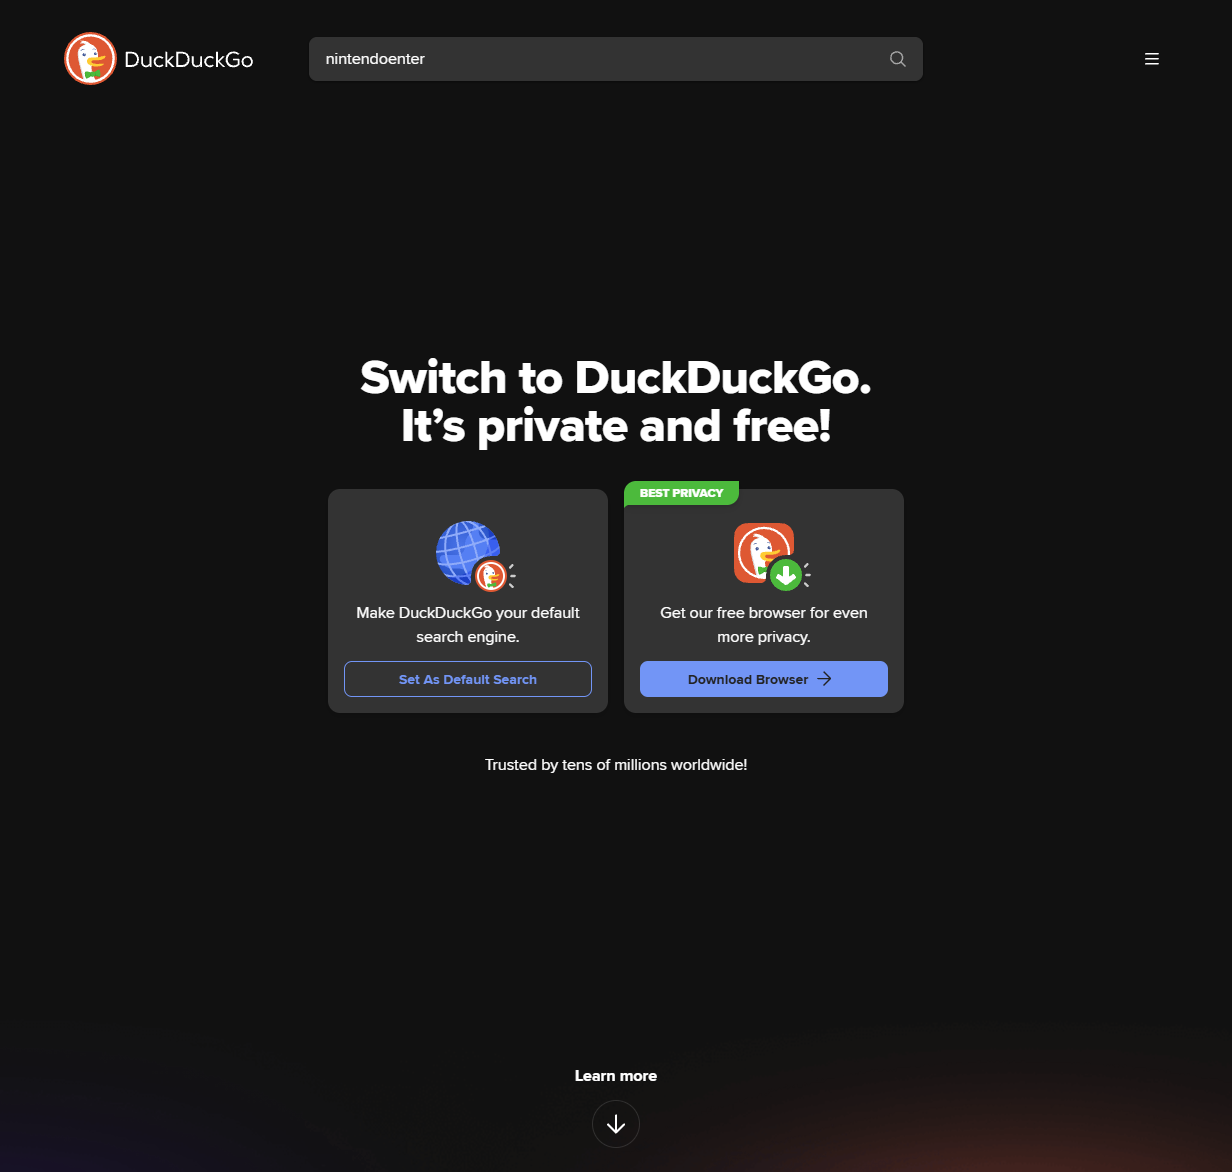 DuckDuckGo
nintendoenter
Switch to DuckDuckGo.
It's private and free!
Make DuckDuckGo your default
search engine.
Set As Default Search
BEST PRIVACY
Get our free browser for even
more privacy.
Download Browser
Trusted by tens of millions worldwide!
Learn more